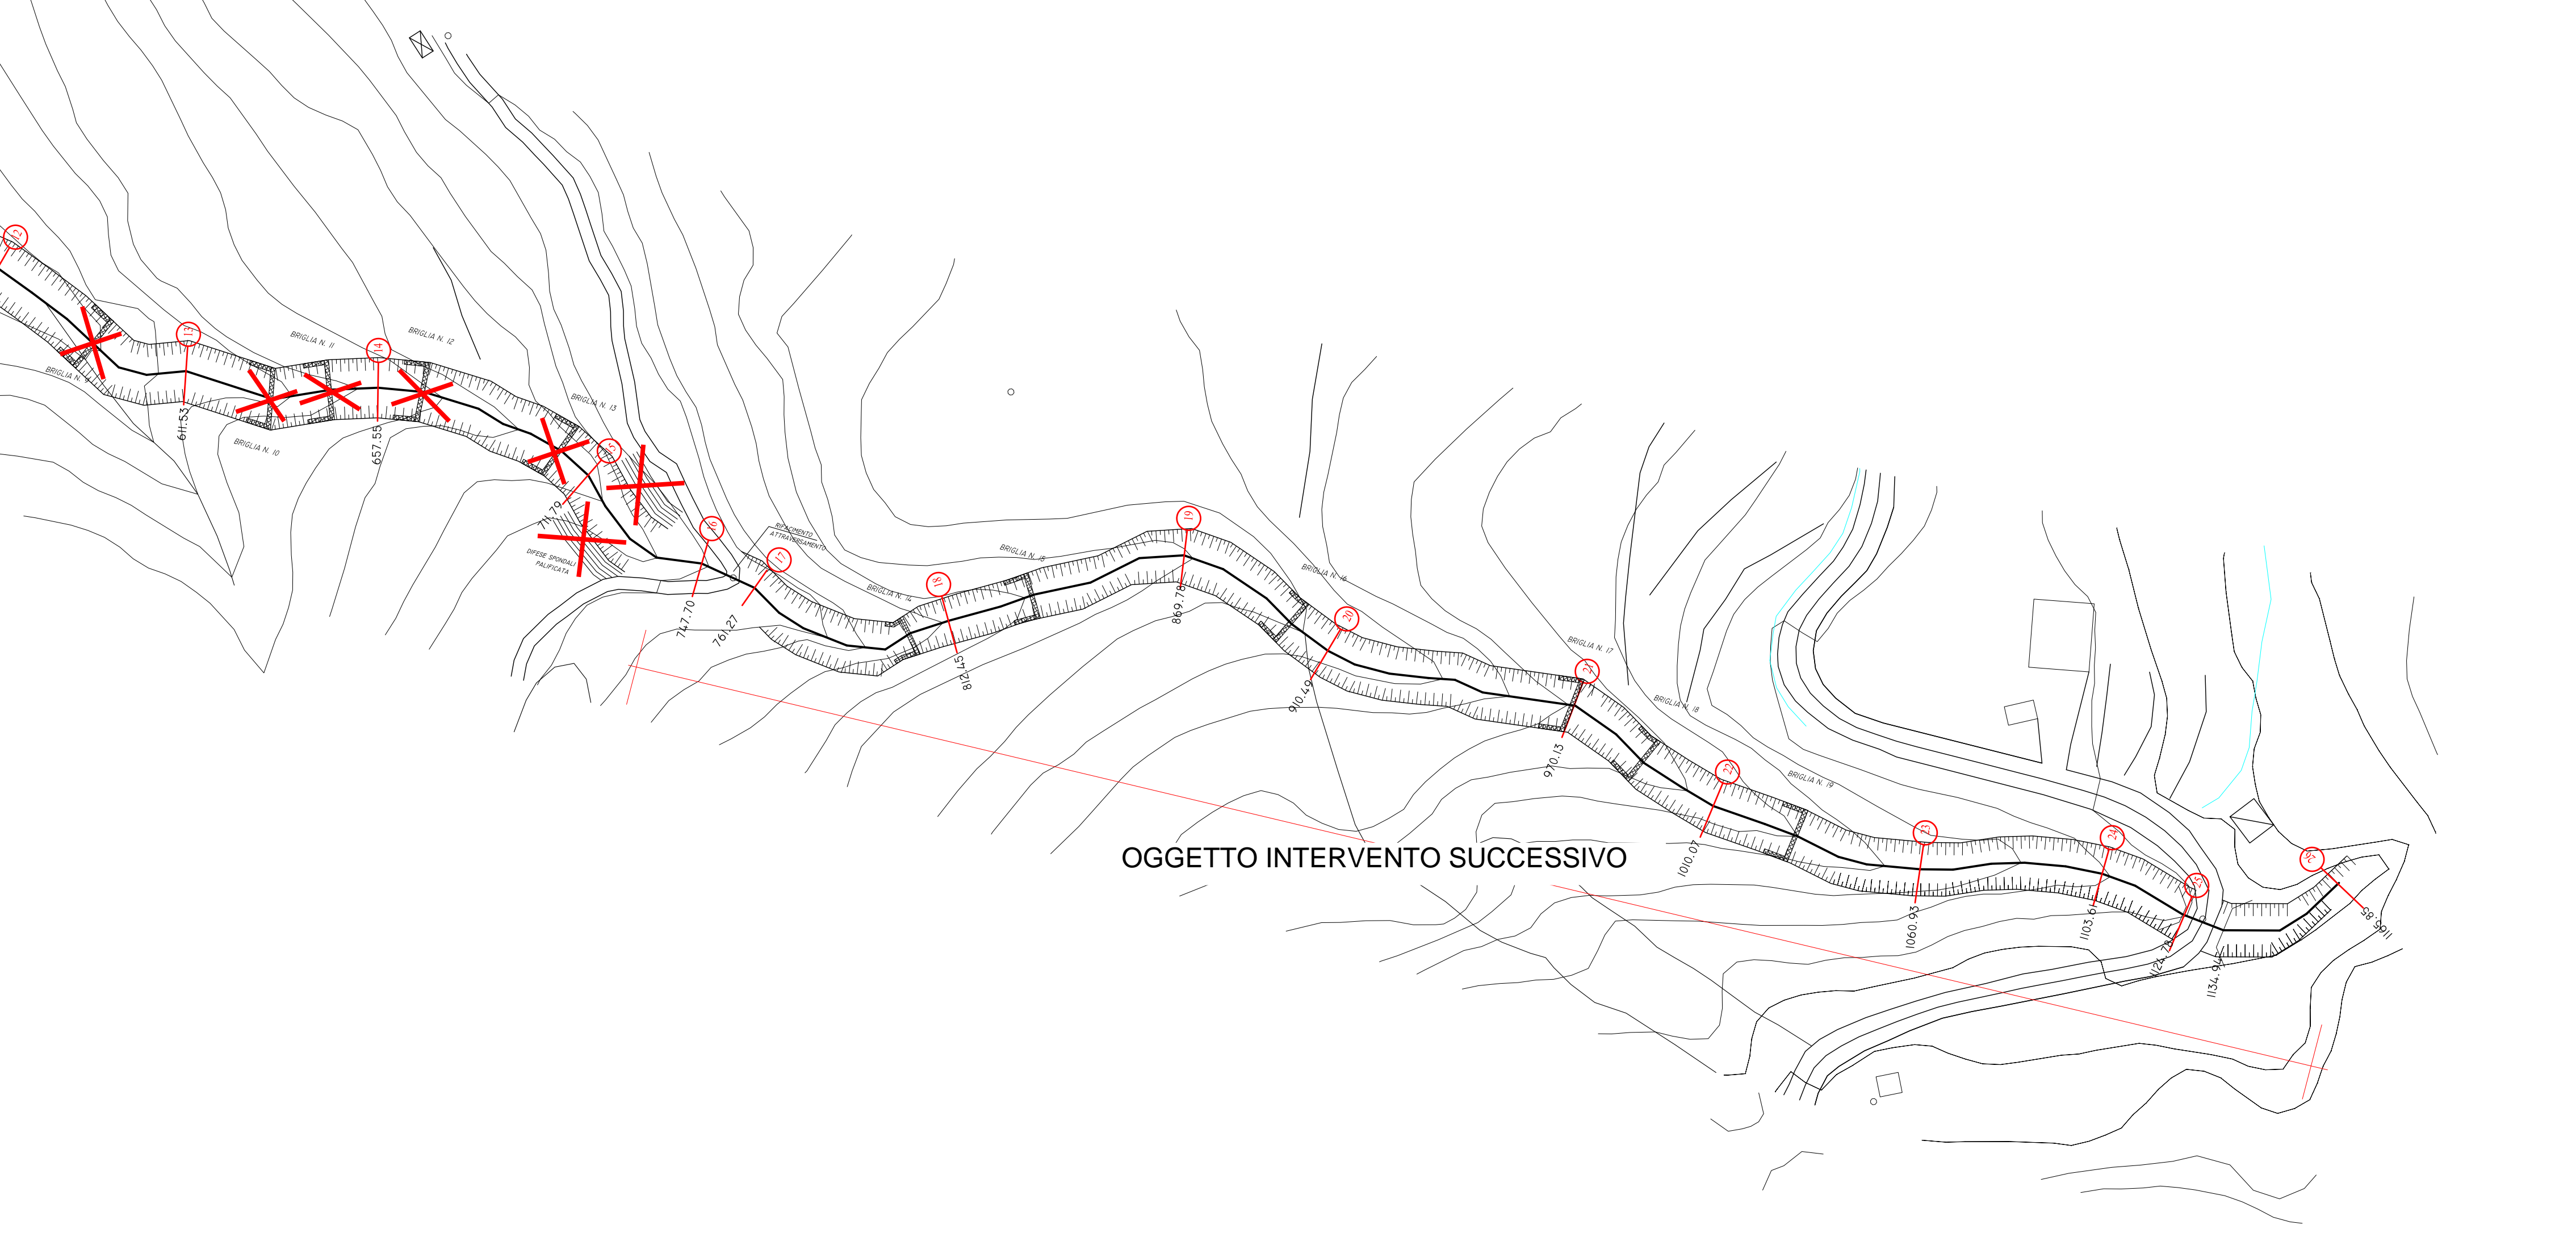 12
BRIGLIA N.
13
611.53
BRIGLIA N. 10
BRIGLIA N. 11
14
657.55
BRIGLIA N. 12
BRIGLIA N. 13
15
711.79
DIFESE SPONDALI
PALIFICATA
16
747.70
RIFACIMENTO
ATTRAVERSAMENTO
17
761.27
BRIGLIA N. 14
18
812.45
BRIGLIA N. 15
19
869.78
BRIGLIA N. 16
20
910.49
BRIGLIA N. 17
21
970.13
BRIGLIA N. 18
22
1010.07
BRIGLIA N. 19
23
1060.93
24
1103.61
25
1124.78
1134.94
26
1165.85
OGGETTO INTERVENTO SUCCESSIVO